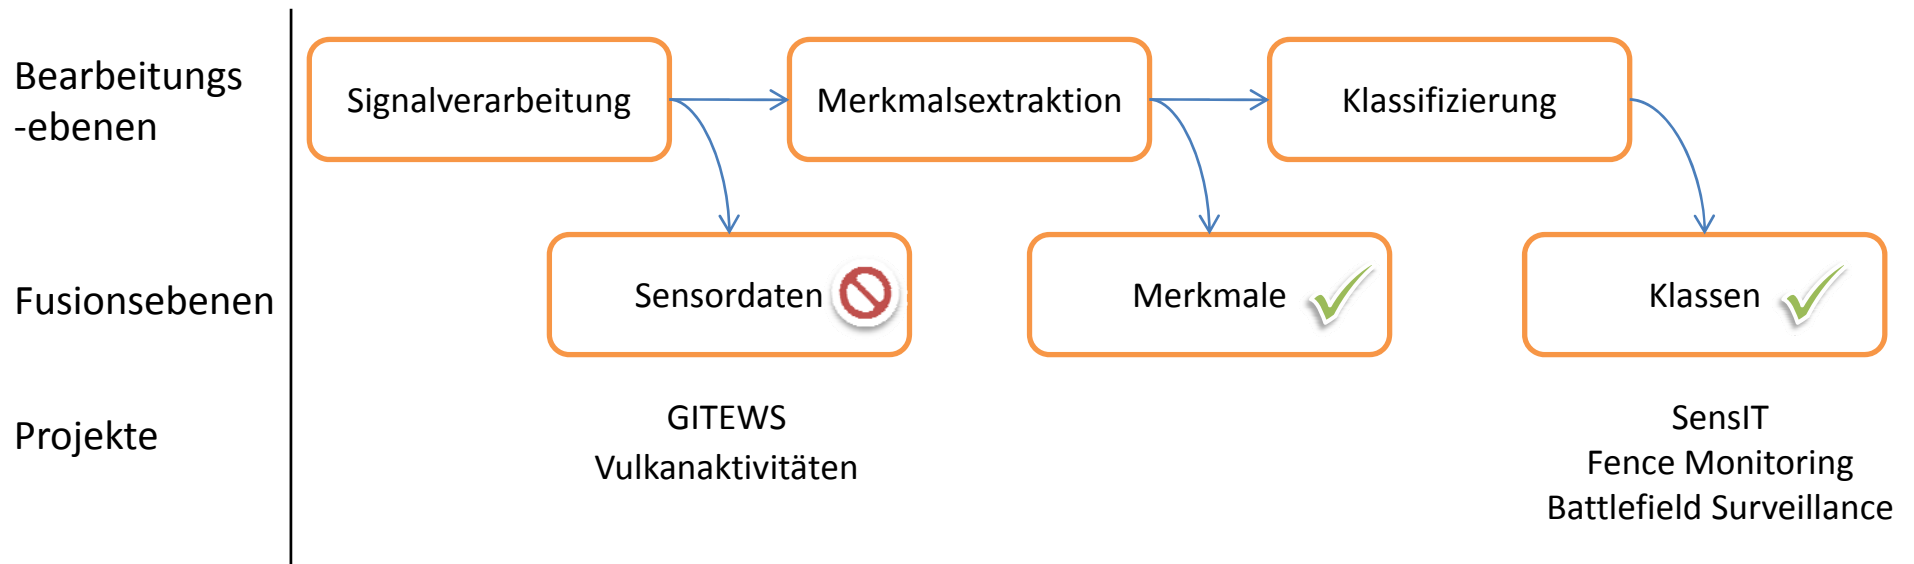 Bearbeitungs
-ebenen
Signalverarbeitung
Merkmalsextraktion
Klassifizierung
Fusionsebenen
Sensordaten
Merkmale
Klassen
Projekte
GITEWS
Vulkanaktivitäten
SensIT
Fence Monitoring
Battlefield Surveillance